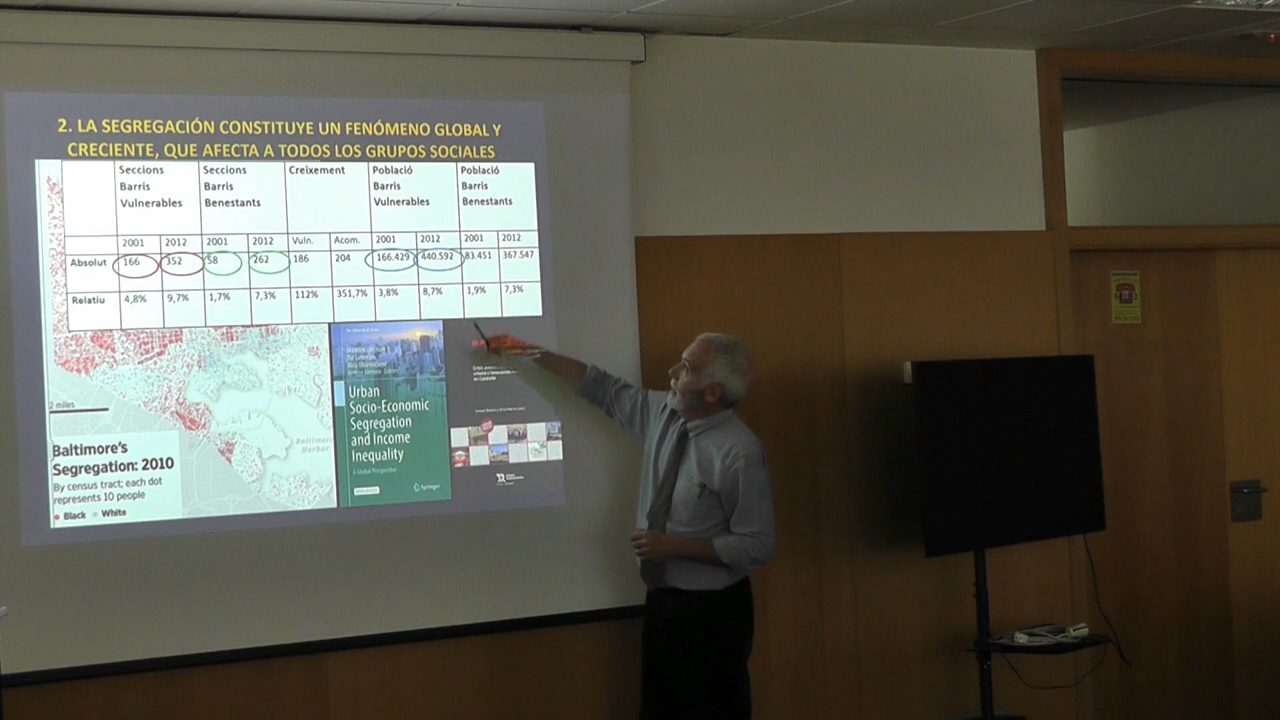 2. LA SEGREGACIÓN CONSTITUYE UN FENÓMENO GLOBAL Y
CRECIENTE, QUE AFECTA A TODOS LOS GRUPOS SOCIALES
Seccions Barris Vulnerables Seccions Barris Benestants Creixement Població Barris Vulnerables Població Barris Benestants
2001 2012 2001 2012 Vuln. Acom. 2001 2012 2001 2012
Absolut 166 352 58 262 186 204 166.429 440.592 83.451 367.547
Relatiu 4,8% 9,7% 1,7% 7,3% 112% 351,7% 3,8% 8,7% 1,9% 7,3%
2 miles
Baltimore
Harbor
Baltimore's
Segregation: 2010
By census tract; each dot
represents 10 people
Black White
Urban
Socio-Economic
Segregation
and Income
Inequality
A Global Perspective
Springer
en Catalunya